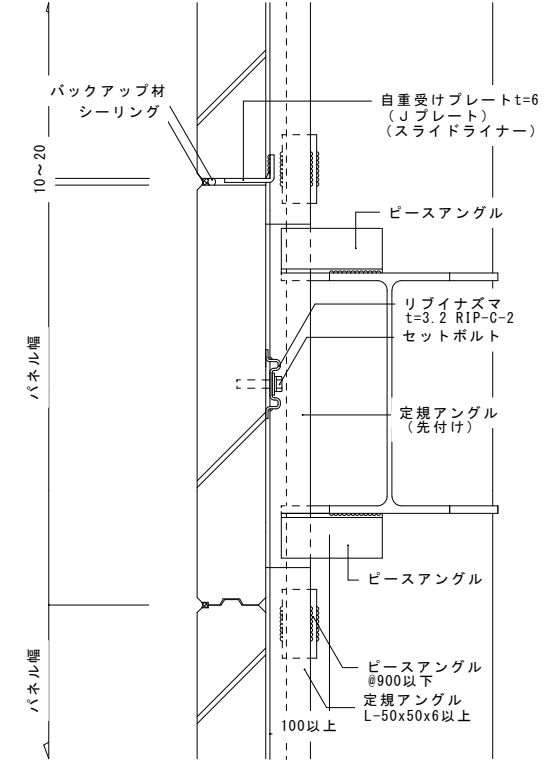 バックアップ材
シーリング
自重受けプレートt=6
(Jプレート)
(スライドライナー)
10～20
ピースアングル
リブイナズマ
t=3.2 RIP-C-2
セットボルト
パネル幅
定規アングル
(先付け)
ピースアングル
パネル幅
ピースアングル
@900以下
定規アングル
L-50x50x6以上
100以上